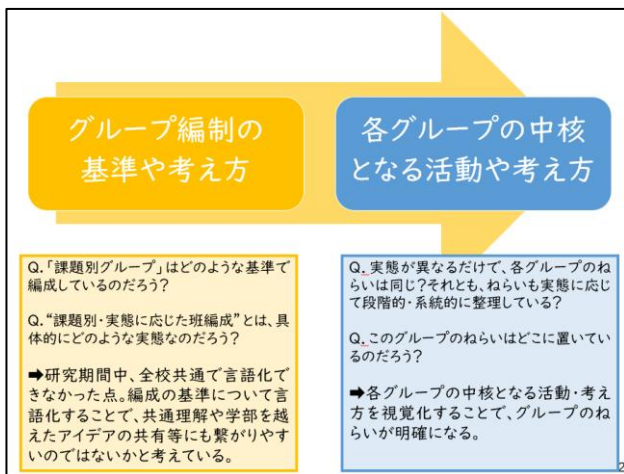 グループ編制の
基準や考え方
各グループの中核
となる活動や考え方
Q.「課題別グループ」はどのような基準で
編成しているのだろう?
Q.“課題別・実態に応じた班編成”とは、具
体的にどのような実態なのだろう?
➡研究期間中、全校共通で言語化で
きなかった点。編成の基準について言
語化することで、共通理解や学部を越
えたアイデアの共有等にも繋がりやす
いのではないかと考えている。
Q.実態が異なるだけで、各グループのね
らいは同じ?それとも、ねらいも実態に応じ
て段階的・系統的に整理している?
Q.このグループのねらいはどこに置いてい
るのだろう?
➡各グループの中核となる活動・考え
方を視覚化することで、グループのね
らいが明確になる。
2